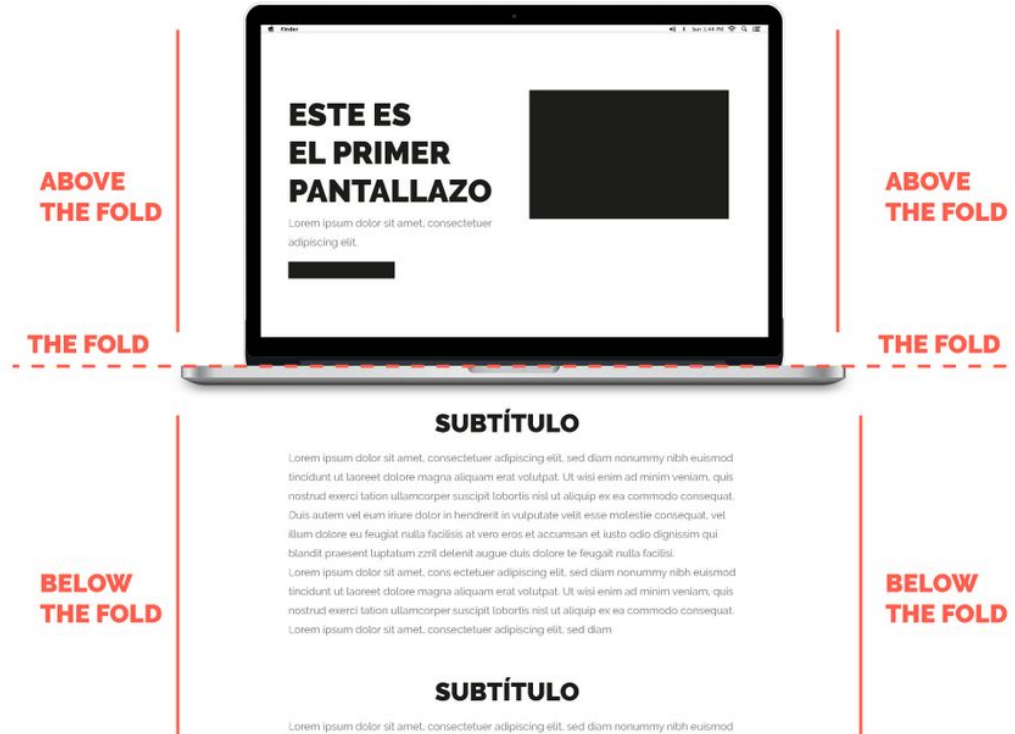 Finder
Sun 1:44 PM
ESTE ES
EL PRIMER
PANTALLAZO
Lorem ipsum dolor sit amet, consectetuer
adipiscing elit.
ABOVE
THE FOLD
ABOVE
THE FOLD
THE FOLD
THE FOLD
SUBTÍTULO
Lorem ipsum dolor sit amet, consectetuer adipiscing elit, sed diam nonummy nibh euismod
tincidunt ut laoreet dolore magna aliquam erat volutpat. Ut wisi enim ad minim veniam, quis
nostrud exerci tation ullamcorper suscipit lobortis nisl ut aliquip ex ea commodo consequat.
Duis autem vel eum iriure dolor in hendrerit in vulputate velit esse molestie consequat, vel
illum dolore eu feugiat nulla facilisis at vero eros et accumsan et iusto odio dignissim qui
blandit praesent luptatum zzril delenit augue duis dolore te feugait nulla facilisi.
Lorem ipsum dolor sit amet, cons ectetuer adipiscing elit, sed diam nonummy nibh euismod
tincidunt ut laoreet dolore magna aliquam erat volutpat. Ut wisi enim ad minim veniam, quis
nostrud exerci tation ullamcorper suscipit lobortis nisl ut aliquip ex ea commodo consequat.
Lorem ipsum dolor sit amet, consectetuer adipiscing elit, sed diam
BELOW
THE FOLD
BELOW
THE FOLD
SUBTÍTULO
Lorem ipsum dolor sit amet, consectetuer adipiscing elit, sed diam nonummy nibh euismod